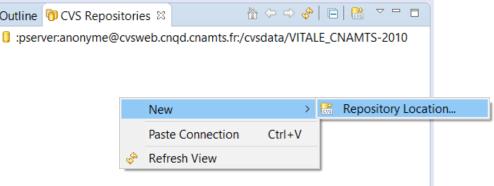 Outline CVS Repositories
:pserver:anonyme@cvsweb.cnqd.cnamts.fr:/cvsdata/VITALE_CNAMTS-2010
New Repository Location...
Paste Connection Ctrl+V
Refresh View